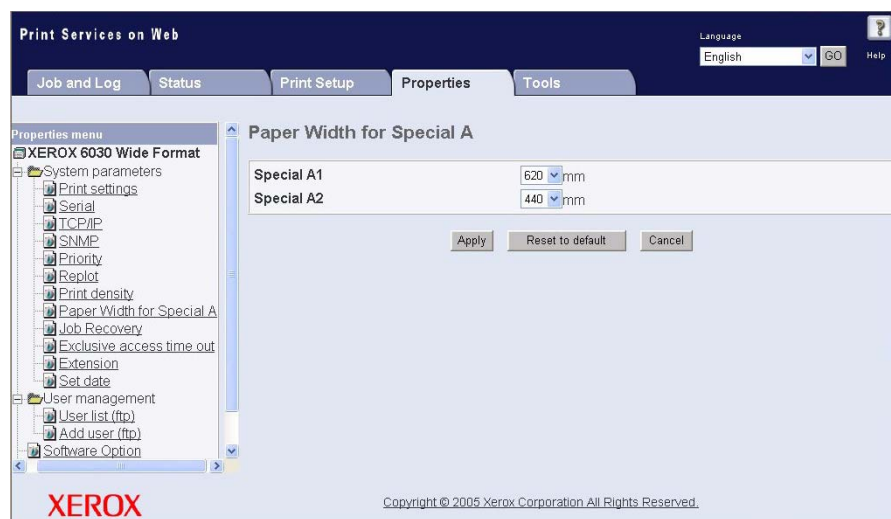 Print Services on Web
Language
English GO
? Help
Job and Log Status Print Setup Properties Tools
Properties menu
XEROX 6030 Wide Format
System parameters
Print settings
Serial
TCP/IP
SNMP
Priority
Replot
Print density
Paper Width for Special A
Job Recovery
Exclusive access time out
Extension
Set date
User management
User list (ftp)
Add user (ftp)
Software Option
Paper Width for Special A
Special A1 620 mm
Special A2 440 mm
Apply Reset to default Cancel
XEROX
Copyright © 2005 Xerox Corporation All Rights Reserved.